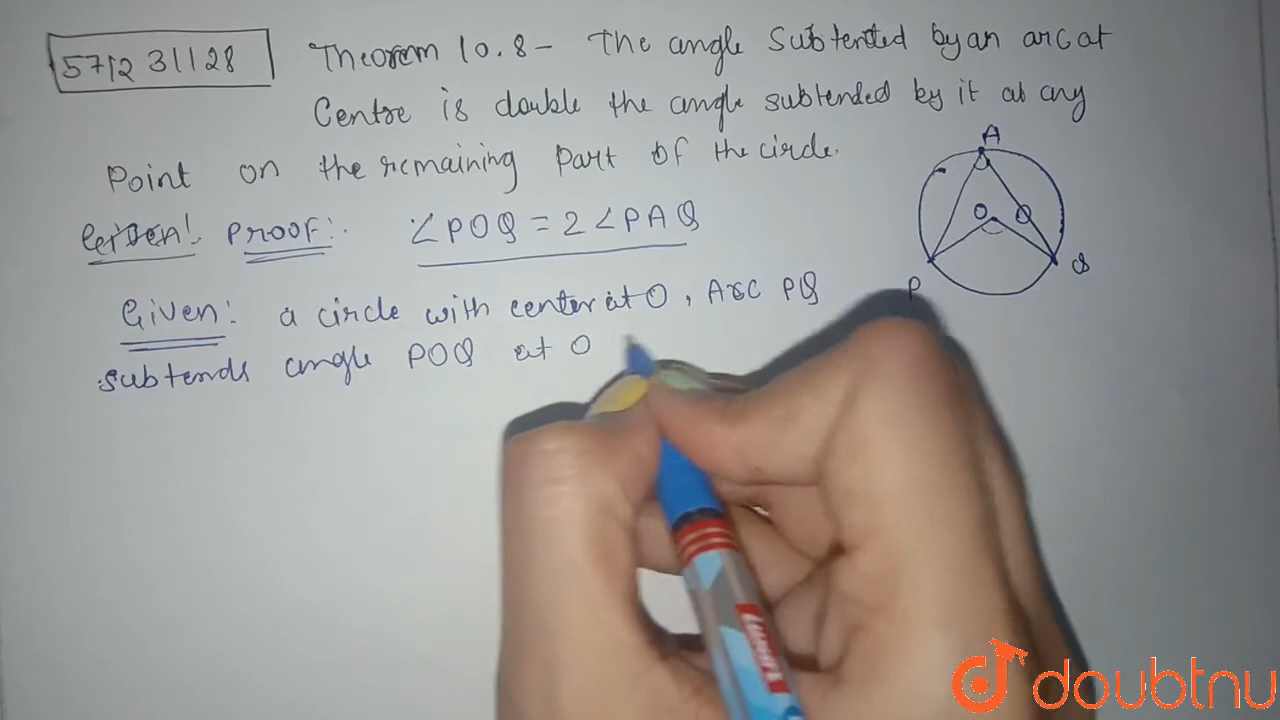 5712 31128
Theorem 10.8- The angle Subtented by an arc at
Centre is double the angle subtended by it at any
Point on the remaining Part of the circle.
Given! PROOF:.
∠POQ = 2∠PAQ
Given: a circle with center at O, Arc PQ
subtends angle POQ at O
A
O
P
Q
doubtnut